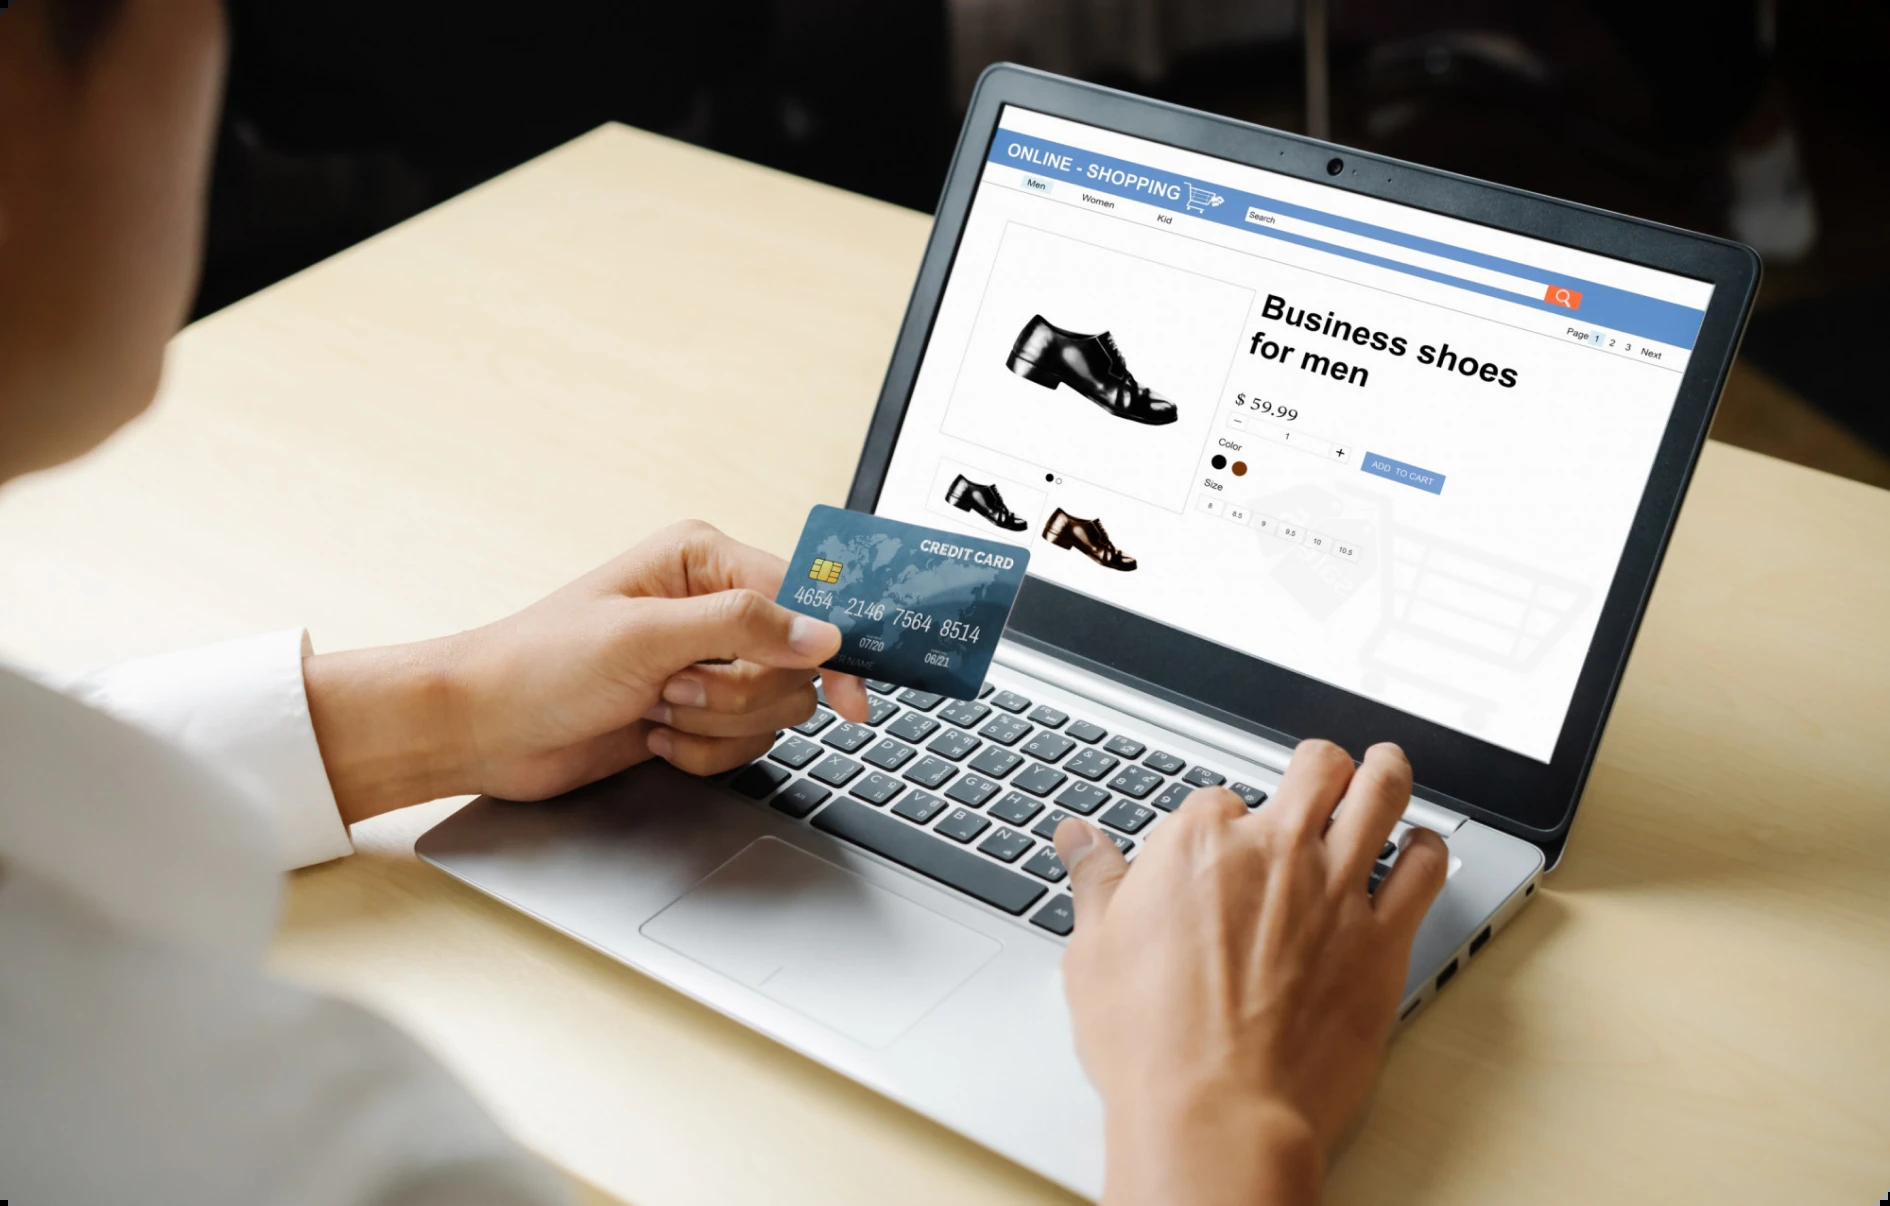 ONLINE - SHOPPING
Search
Men
Women
Kid
Page 1 2 3 Next
Business shoes
for men
$ 59.99
− 1 +
ADD TO CART
Color
Size
8 8.5 9 9.5 10 10.5
CREDIT CARD
4654 2146 7564 8514
07/20
06/21
NAME
W E R
Z X C V B N M
S D F G H J
T Y U I
Alt
Alt